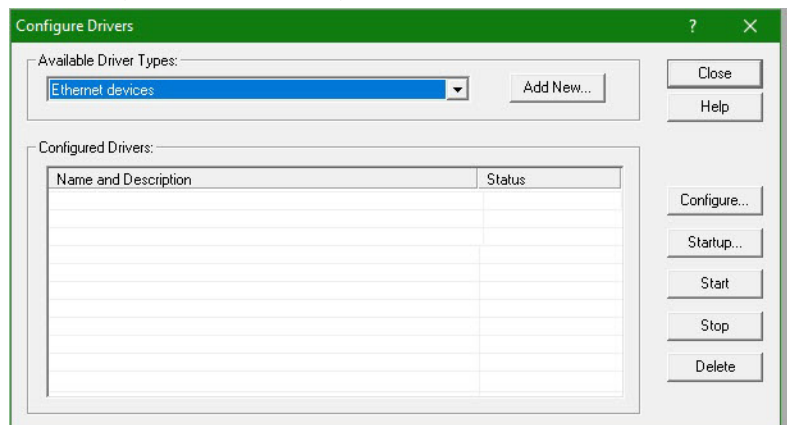 Configure Drivers ? ×
Available Driver Types:
Ethernet devices
Add New...
Close
Help
Configured Drivers:
Name and Description Status
Configure...
Startup...
Start
Stop
Delete